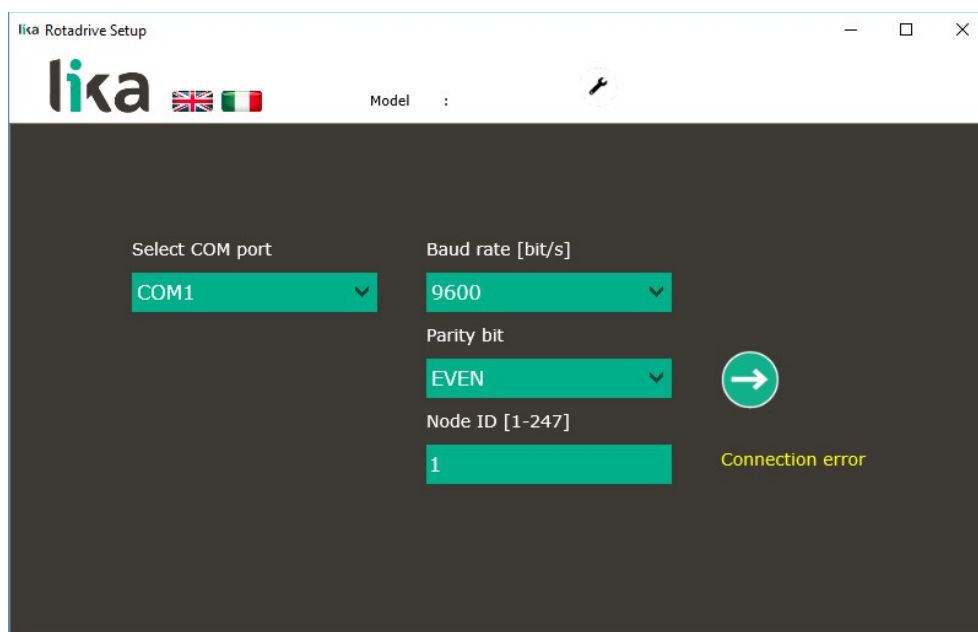 lika Rotadrive Setup
lika
Model :
Select COM port
COM1
Baud rate [bit/s]
9600
Parity bit
EVEN
Node ID [1-247]
1
Connection error